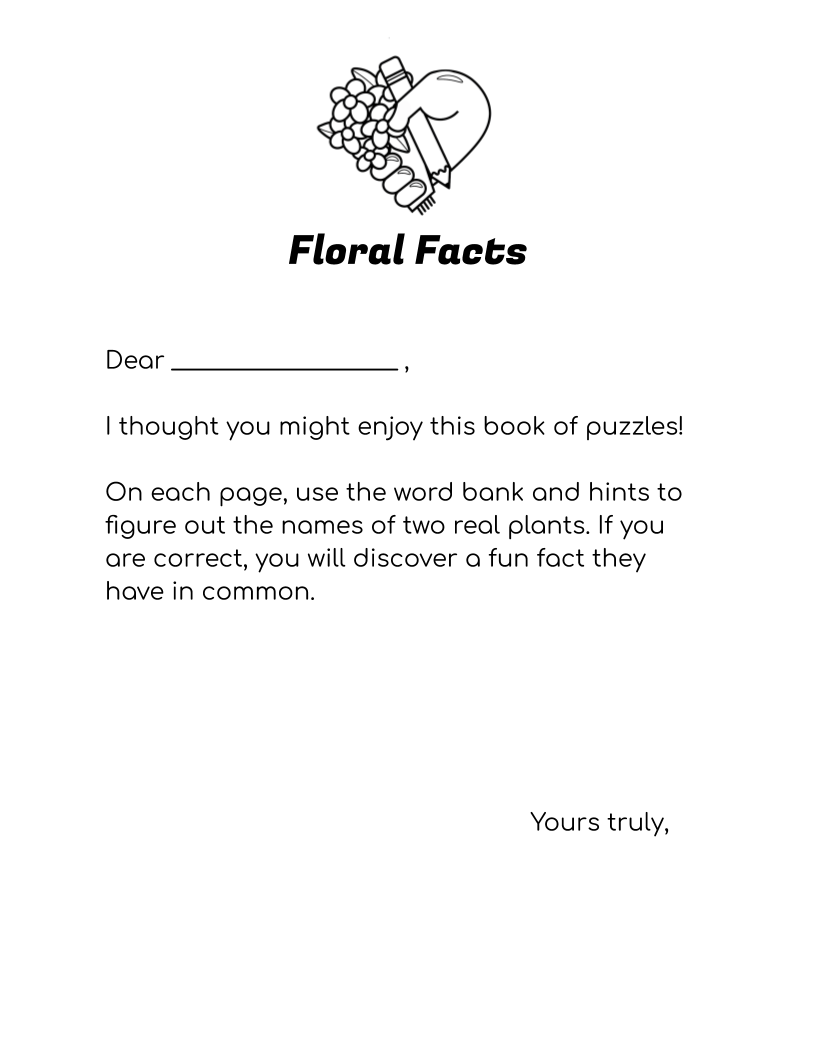 Floral Facts
Dear _________________ ,
I thought you might enjoy this book of puzzles!
On each page, use the word bank and hints to
figure out the names of two real plants. If you
are correct, you will discover a fun fact they
have in common.
Yours truly,